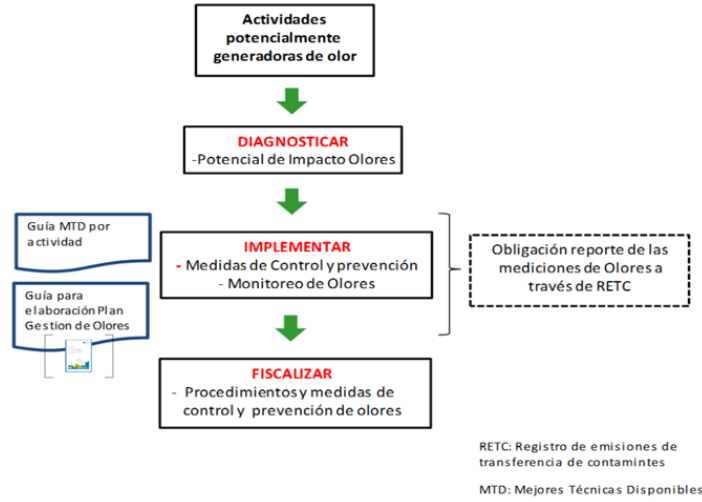 Actividades
potencialmente
generadoras de olor
DIAGNOSTICAR
-Potencial de Impacto Olores
Guía MTD por
actividad
Guía para
elaboración Plan
Gestion de Olores
IMPLEMENTAR
- Medidas de Control y prevención
- Monitoreo de Olores
Obligación reporte de las
mediciones de Olores a
través de RETC
FISCALIZAR
- Procedimientos y medidas de
control y prevención de olores
RETC: Registro de emisiones de
transferencia de contamintes
MTD: Mejores Técnicas Disponibles